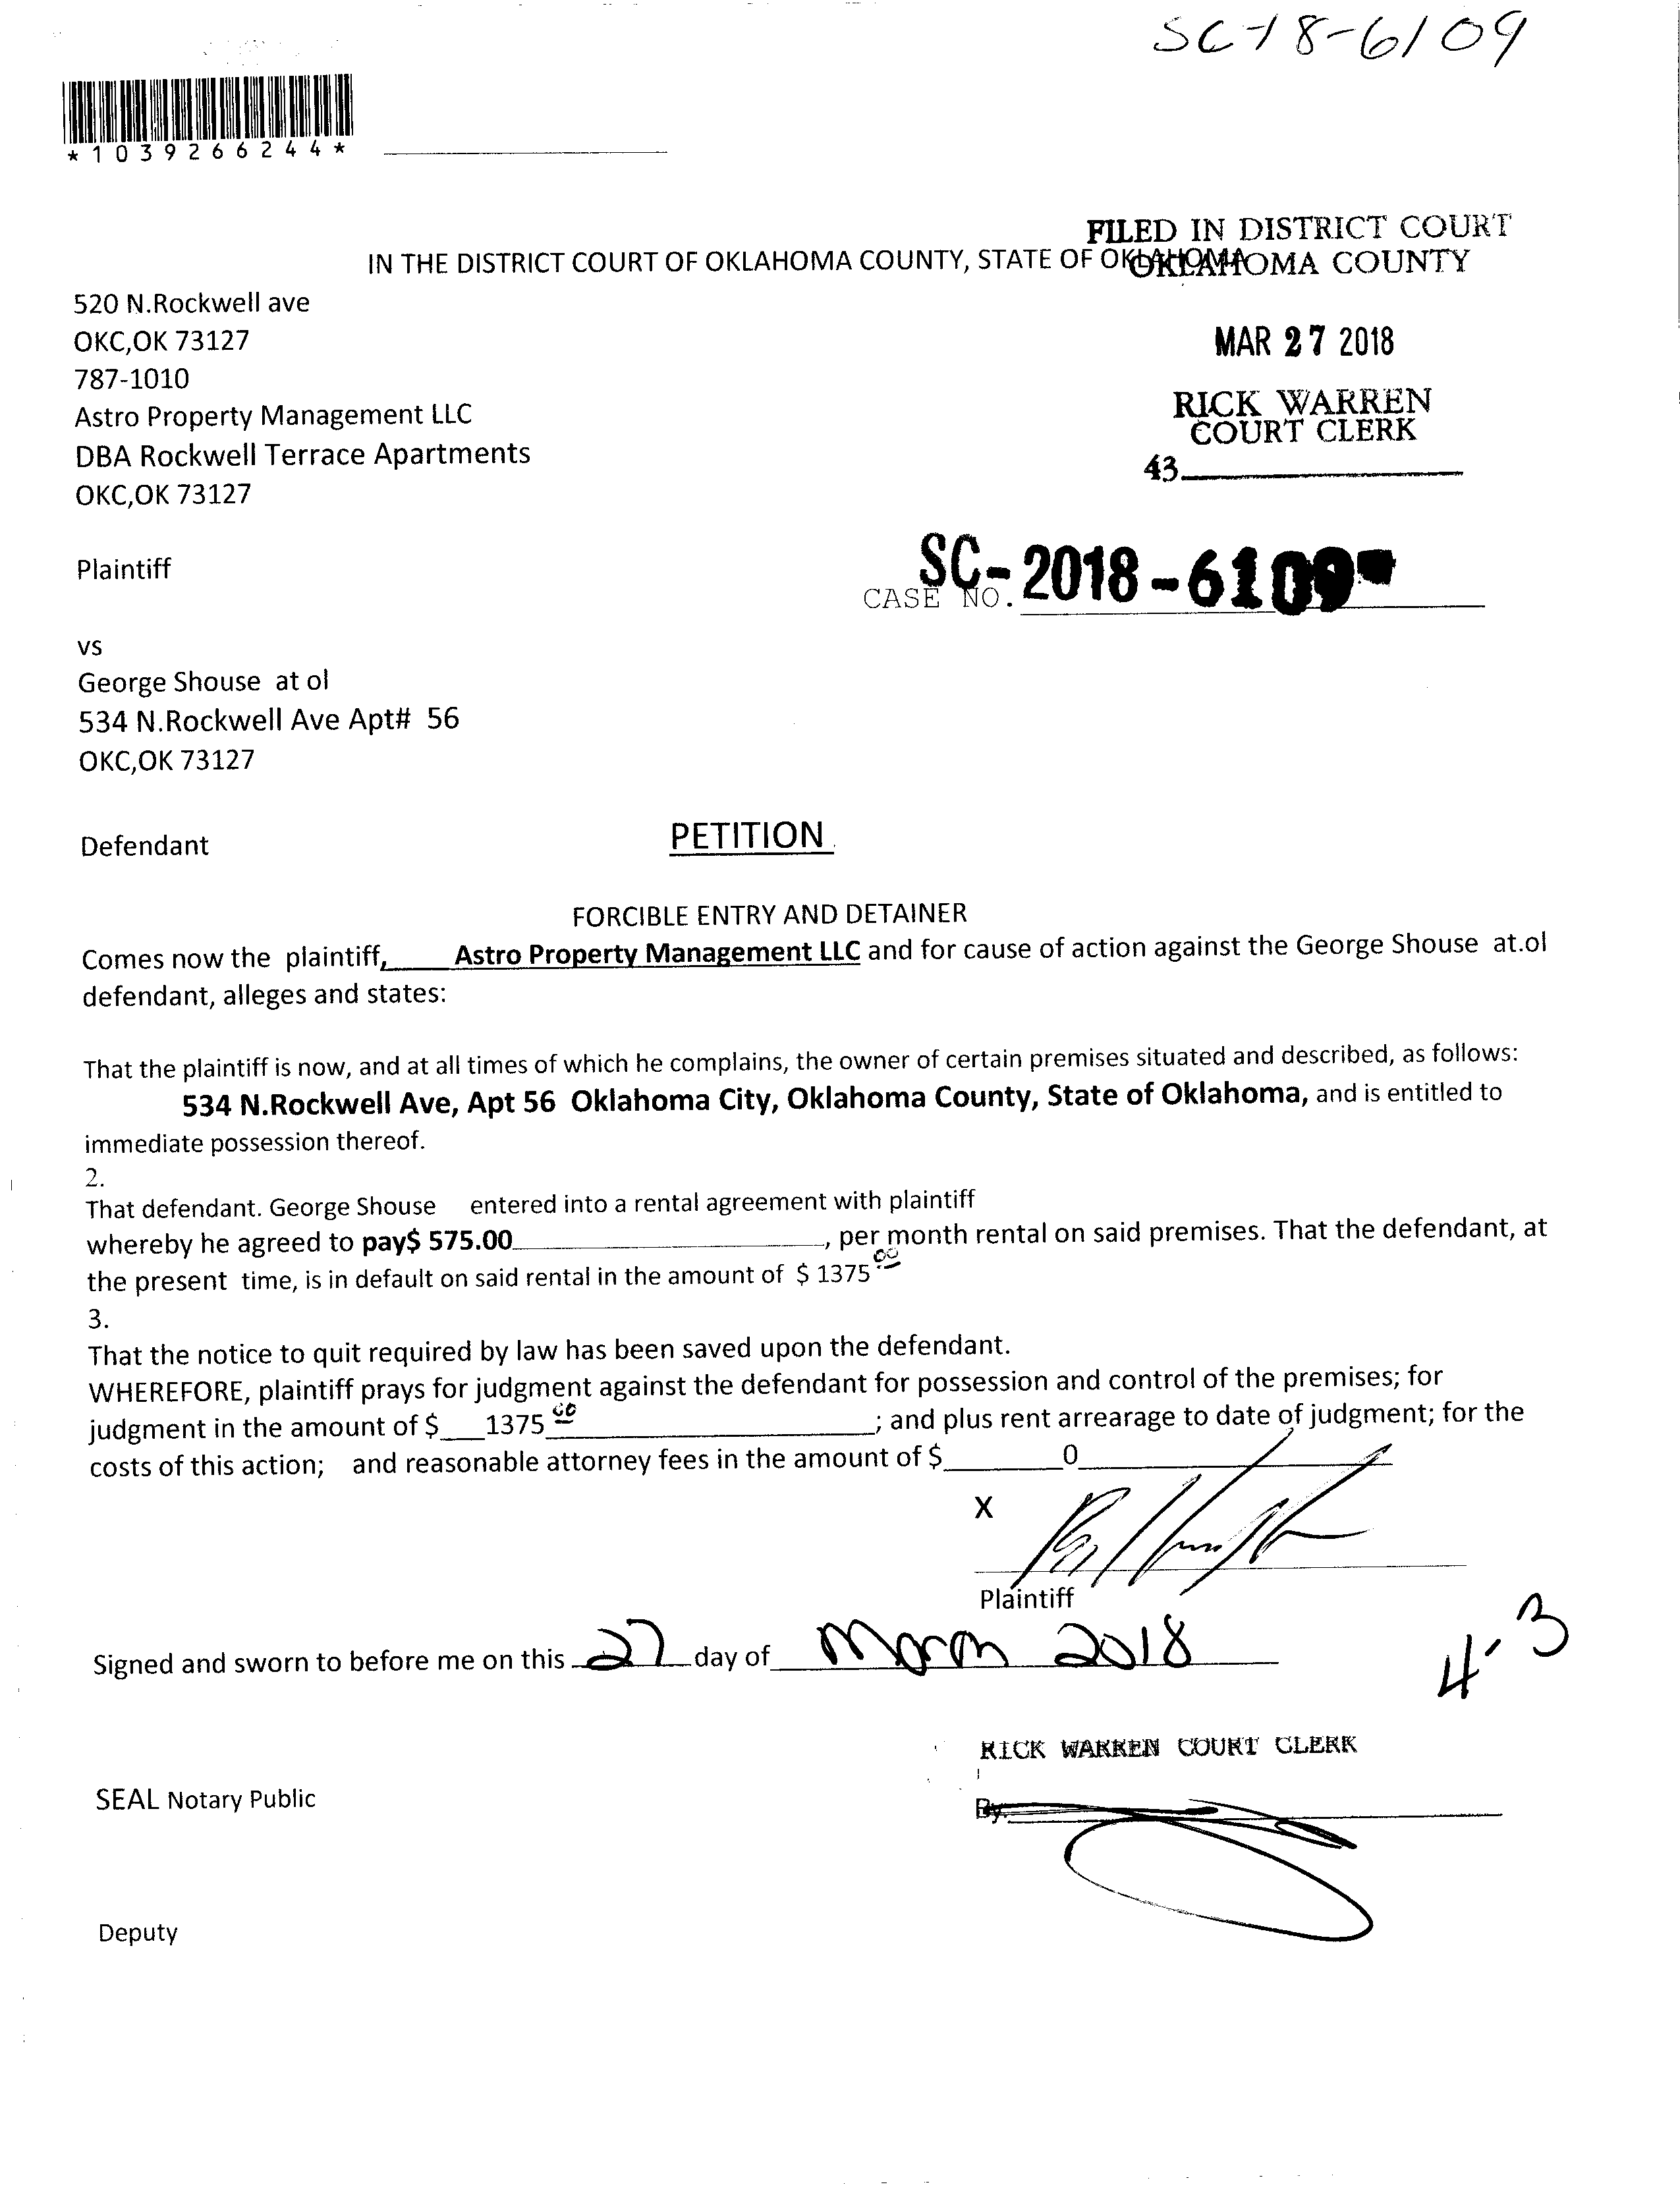 SC-18-6109
*1039266244*
FILED IN DISTRICT COURT
OKLAHOMA COUNTY
IN THE DISTRICT COURT OF OKLAHOMA COUNTY, STATE OF OKLAHOMA
520 N.Rockwell ave
OKC,OK 73127
MAR 27 2018
787-1010
Astro Property Management LLC
RICK WARREN
COURT CLERK
DBA Rockwell Terrace Apartments
43
OKC,OK 73127
Plaintiff
CASE NO. SC-2018-6109
vs
George Shouse at ol
534 N.Rockwell Ave Apt# 56
OKC,OK 73127
Defendant
PETITION
FORCIBLE ENTRY AND DETAINER
Comes now the plaintiff, Astro Property Management LLC and for cause of action against the George Shouse at.ol
defendant, alleges and states:
That the plaintiff is now, and at all times of which he complains, the owner of certain premises situated and described, as follows:
534 N.Rockwell Ave, Apt 56 Oklahoma City, Oklahoma County, State of Oklahoma, and is entitled to
immediate possession thereof.
2.
That defendant. George Shouse entered into a rental agreement with plaintiff
whereby he agreed to pay$ 575.00, per month rental on said premises. That the defendant, at
the present time, is in default on said rental in the amount of $ 1375.00
3.
That the notice to quit required by law has been saved upon the defendant.
WHEREFORE, plaintiff prays for judgment against the defendant for possession and control of the premises; for
judgment in the amount of $ 1375 00; and plus rent arrearage to date of judgment; for the
costs of this action; and reasonable attorney fees in the amount of $ 0
X
Plaintiff
Signed and sworn to before me on this 27 day of March 2018
4-3
RICK WARREN COURT CLERK
SEAL Notary Public
By:
Deputy